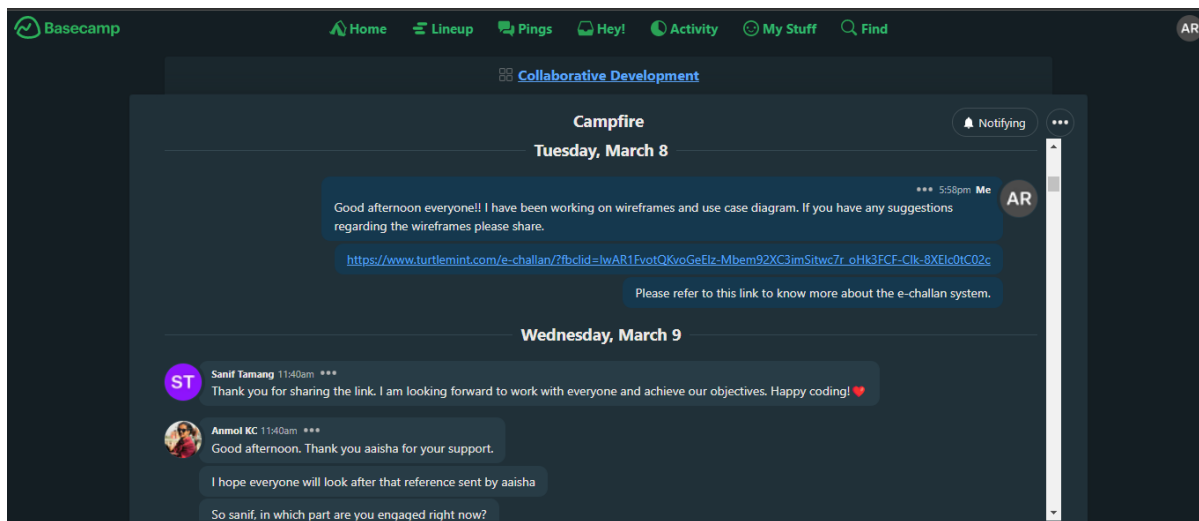 Basecamp
Home Lineup Pings Hey! Activity My Stuff Find
AR
Collaborative Development
Campfire
Notifying
Tuesday, March 8
5:58pm Me
AR
Good afternoon everyone!! I have been working on wireframes and use case diagram. If you have any suggestions
regarding the wireframes please share.
https://www.turtlemint.com/e-challan/?fbclid=IwAR1FvotQKvoGeElz-Mbem92XC3imSitwc7r_oHk3FCF-Clk-8XElc0tC02c
Please refer to this link to know more about the e-challan system.
Wednesday, March 9
ST
Sanif Tamang 11:40am
Thank you for sharing the link. I am looking forward to work with everyone and achieve our objectives. Happy coding!❤️
Anmol KC 11:40am
Good afternoon. Thank you aaisha for your support.
I hope everyone will look after that reference sent by aaisha
So sanif, in which part are you engaged right now?